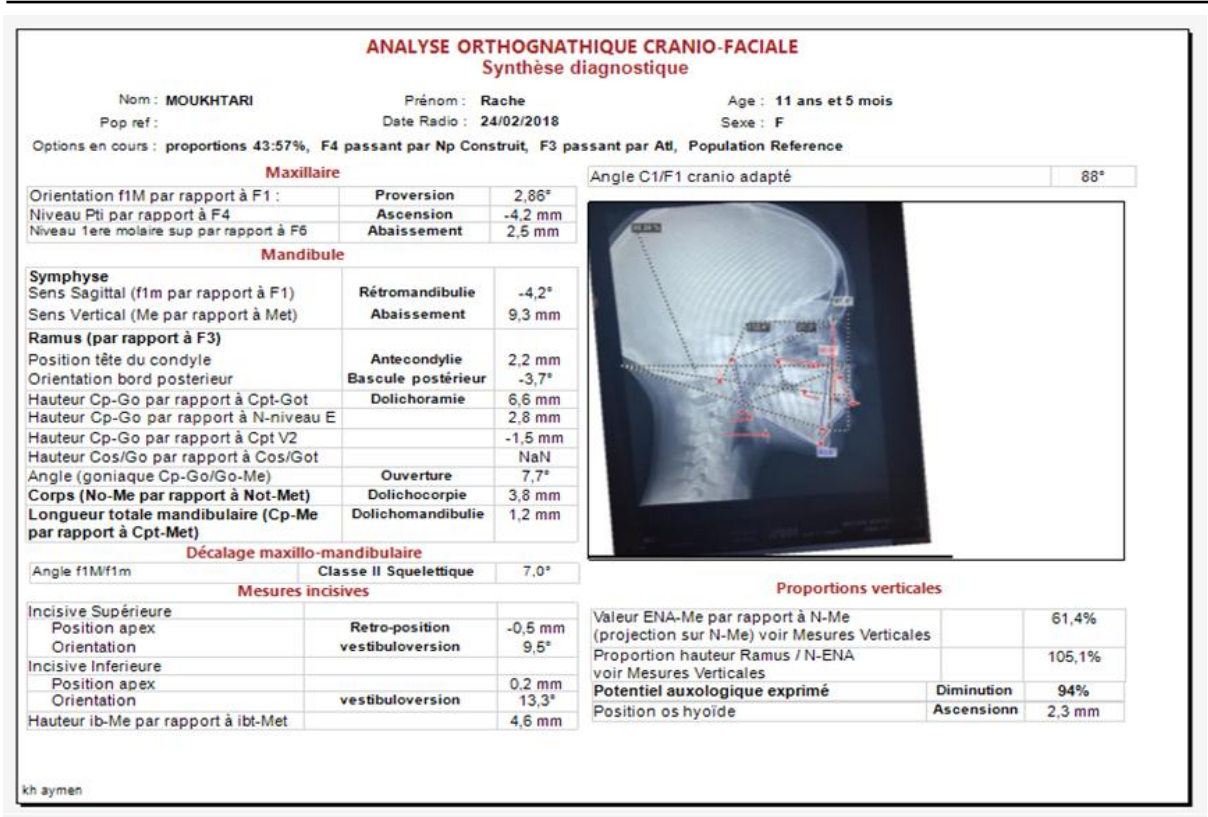 ANALYSE ORTHOGNATHIQUE CRANIO-FACIALE
Synthèse diagnostique
Nom : MOUKHTARI Prénom : Rache Age : 11 ans et 5 mois
Pop ref : Date Radio : 24/02/2018 Sexe : F
Options en cours : proportions 43:57%, F4 passant par Np Construit, F3 passant par Atl, Population Reference
Maxillaire
Orientation f1M par rapport à F1 : Proversion 2,86°
Niveau Pti par rapport à F4 Ascension -4,2 mm
Niveau 1ere molaire sup par rapport à F6 Abaissement 2,5 mm
Mandibule
Symphyse
Sens Sagittal (f1m par rapport à F1) Rétromandibulie -4,2°
Sens Vertical (Me par rapport à Met) Abaissement 9,3 mm
Ramus (par rapport à F3)
Position tête du condyle Antecondylie 2,2 mm
Orientation bord posterieur Bascule postérieur -3,7°
Hauteur Cp-Go par rapport à Cpt-Got Dolichoramie 6,6 mm
Hauteur Cp-Go par rapport à N-niveau E 2,8 mm
Hauteur Cp-Go par rapport à Cpt V2 -1,5 mm
Hauteur Cos/Go par rapport à Cos/Got NaN
Angle (goniaque Cp-Go/Go-Me) Ouverture 7,7°
Corps (No-Me par rapport à Not-Met) Dolichocorpie 3,8 mm
Longueur totale mandibulaire (Cp-Me Dolichomandibulie 1,2 mm
par rapport à Cpt-Met)
Décalage maxillo-mandibulaire
Angle f1M/f1m Classe II Squelettique 7,0°
Mesures incisives
Incisive Supérieure
Position apex Retro-position -0,5 mm
Orientation vestibuloversion 9,5°
Incisive Inferieure
Position apex 0,2 mm
Orientation vestibuloversion 13,3°
Hauteur ib-Me par rapport à ibt-Met 4,6 mm
kh aymen
Angle C1/F1 cranio adapté 88°
Proportions verticales
Valeur ENA-Me par rapport à N-Me 61,4%
(projection sur N-Me) voir Mesures Verticales
Proportion hauteur Ramus / N-ENA 105,1%
voir Mesures Verticales
Potentiel auxologique exprimé Diminution 94%
Position os hyoïde Ascensionn 2,3 mm